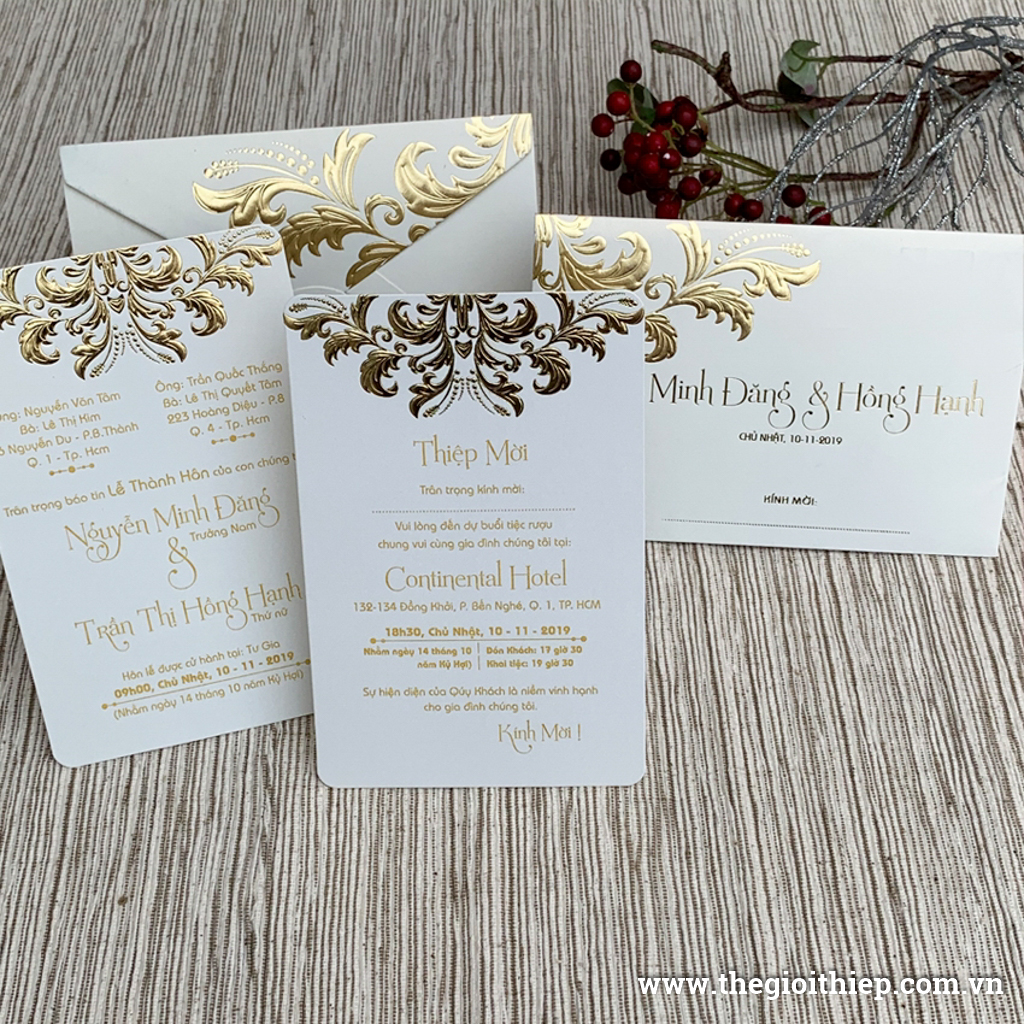 Nguyễn Văn Tâm
Bà: Lê Thị Kim
Nguyễn Du - P.B.Thành
Q. 1 - Tp. Hcm
Ông: Trần Quốc Thắng
Bà: Lê Thị Quyết Tâm
223 Hoàng Diệu - P.8
Q. 4 - Tp. Hcm
Trân trọng báo tin Lễ Thành Hôn của con chúng
Nguyễn Minh Đăng
Trưởng Nam
&
Trần Thị Hồng Hạnh
Thứ nữ
Hôn lễ được cử hành tại: Tư Gia
09h00, Chủ Nhật, 10 - 11 - 2019
(Nhằm ngày 14 tháng 10 năm Kỷ Hợi)
Thiệp Mời
Trân trọng kính mời:
Vui lòng đến dự buổi tiệc rượu
chung vui cùng gia đình chúng tôi tại:
Continental Hotel
132-134 Đồng Khởi, P. Bến Nghé, Q. 1, TP. HCM
18h30, Chủ Nhật, 10 - 11 - 2019
Nhằm ngày 14 tháng 10
năm Kỷ Hợi)
Đón Khách: 17 giờ 30
Khai tiệc: 19 giờ 30
Sự hiện diện của Qúy Khách là niềm vinh hạnh
cho gia đình chúng tôi.
Kính Mời !
Minh Đăng & Hồng Hạnh
CHỦ NHẬT, 10-11-2019
KÍNH MỜI:
www.thegioithiep.com.vn